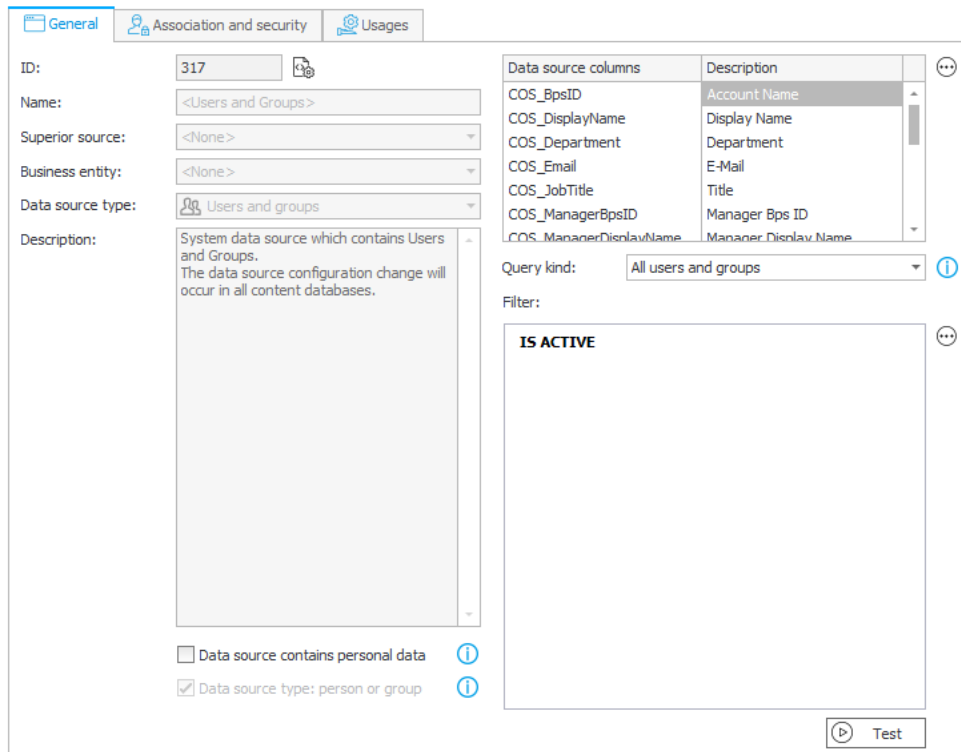 General
Association and security
Usages
ID:
317
Name:
<Users and Groups>
Superior source:
<None>
Business entity:
<None>
Data source type:
Users and groups
Description:
System data source which contains Users
and Groups.
The data source configuration change will
occur in all content databases.
Data source contains personal data
Data source type: person or group
Data source columns Description
COS_BpsID Account Name
COS_DisplayName Display Name
COS_Department Department
COS_Email E-Mail
COS_JobTitle Title
COS_ManagerBpsID Manager Bps ID
COS_ManagerDisplayName Manager Display Name
Query kind:
All users and groups
Filter:
IS ACTIVE
Test